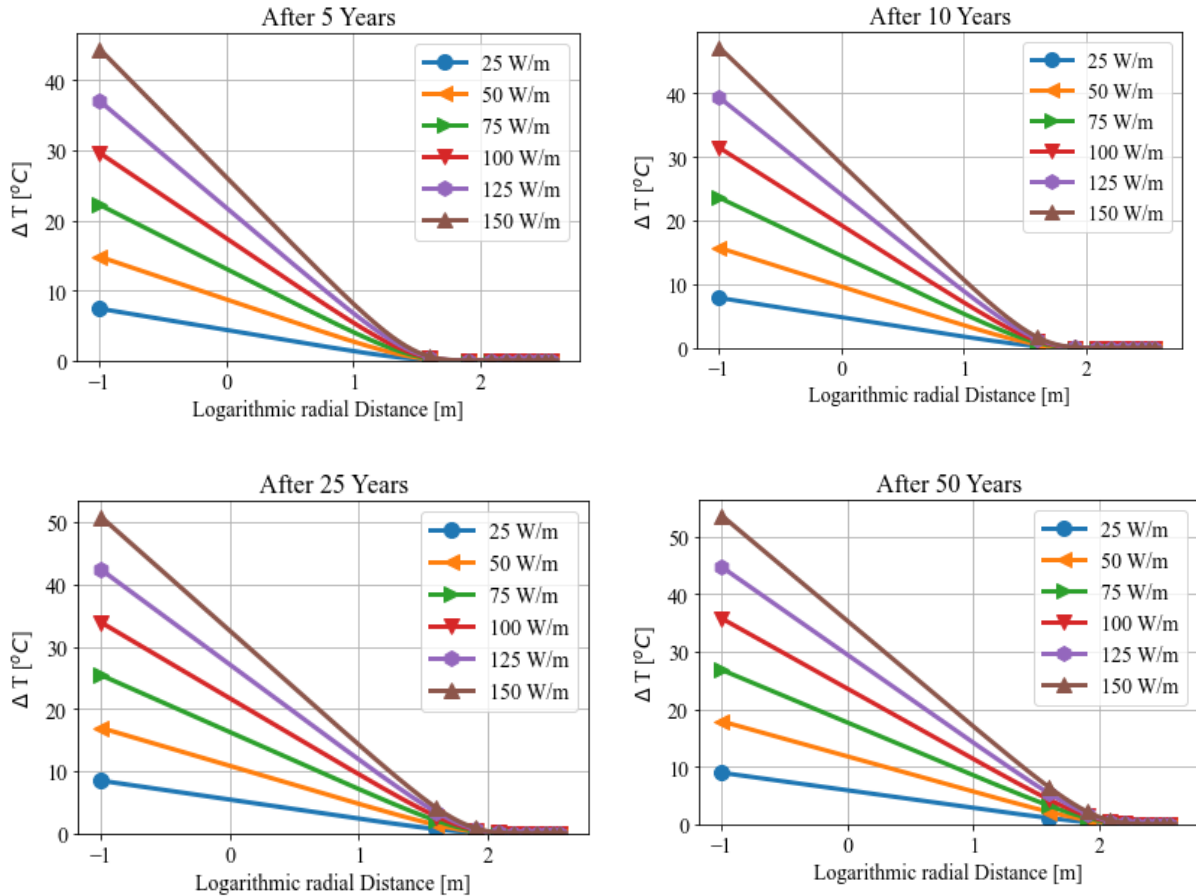 After 5 Years
40
30
20
10
0
Δ T [°C]
25 W/m
50 W/m
75 W/m
100 W/m
125 W/m
150 W/m
−1 0 1 2
Logarithmic radial Distance [m]
After 10 Years
40
30
20
10
0
Δ T [°C]
25 W/m
50 W/m
75 W/m
100 W/m
125 W/m
150 W/m
−1 0 1 2
Logarithmic radial Distance [m]
After 25 Years
50
40
30
20
10
0
Δ T [°C]
25 W/m
50 W/m
75 W/m
100 W/m
125 W/m
150 W/m
−1 0 1 2
Logarithmic radial Distance [m]
After 50 Years
50
40
30
20
10
0
Δ T [°C]
25 W/m
50 W/m
75 W/m
100 W/m
125 W/m
150 W/m
−1 0 1 2
Logarithmic radial Distance [m]